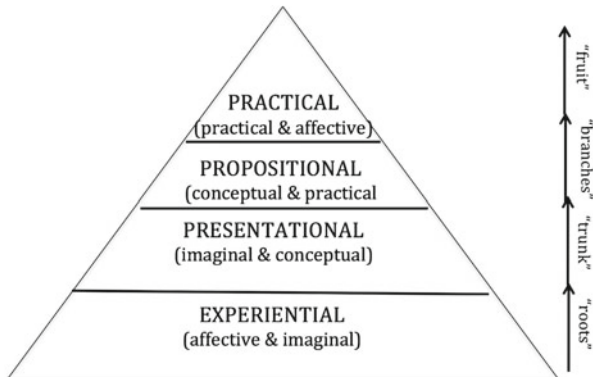 PRACTICAL
(practical & affective)
PROPOSITIONAL
(conceptual & practical
PRESENTATIONAL
(imaginal & conceptual)
EXPERIENTIAL
(affective & imaginal)
"fruit"
"branches"
"trunk"
"roots"